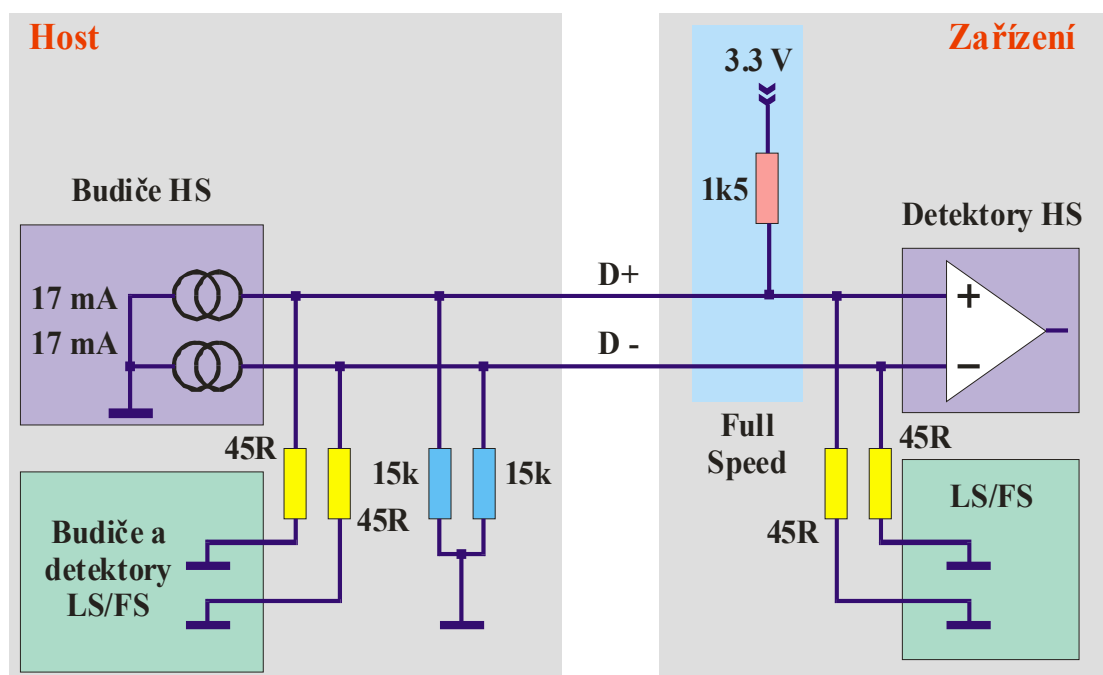 Host
Zařízení
3.3 V
1k5
Budiče HS
Detektory HS
17 mA
17 mA
D+
D -
+
−
Full
Speed
45R
45R
15k
15k
45R
45R
Budiče a
detektory
LS/FS
LS/FS